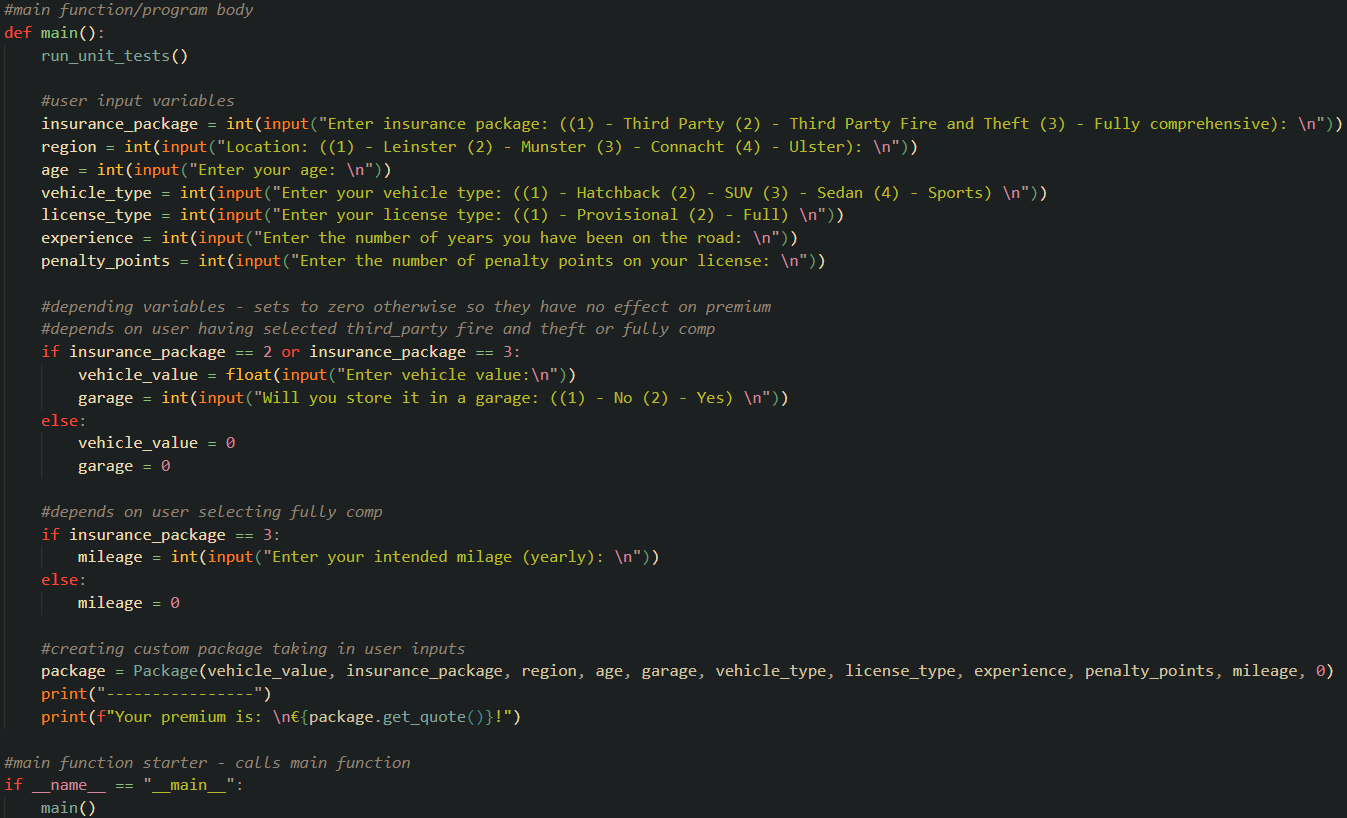 #main function/program body
def main():
    run_unit_tests()

    #user input variables
    insurance_package = int(input("Enter insurance package: ((1) - Third Party (2) - Third Party Fire and Theft (3) - Fully comprehensive): \n"))
    region = int(input("Location: ((1) - Leinster (2) - Munster (3) - Connacht (4) - Ulster): \n"))
    age = int(input("Enter your age: \n"))
    vehicle_type = int(input("Enter your vehicle type: ((1) - Hatchback (2) - SUV (3) - Sedan (4) - Sports) \n"))
    license_type = int(input("Enter your license type: ((1) - Provisional (2) - Full) \n"))
    experience = int(input("Enter the number of years you have been on the road: \n"))
    penalty_points = int(input("Enter the number of penalty points on your license: \n"))

    #depending variables - sets to zero otherwise so they have no effect on premium
    #depends on user having selected third_party fire and theft or fully comp
    if insurance_package == 2 or insurance_package == 3:
        vehicle_value = float(input("Enter vehicle value:\n"))
        garage = int(input("Will you store it in a garage: ((1) - No (2) - Yes) \n"))
    else:
        vehicle_value = 0
        garage = 0

    #depends on user selecting fully comp
    if insurance_package == 3:
        mileage = int(input("Enter your intended milage (yearly): \n"))
    else:
        mileage = 0

    #creating custom package taking in user inputs
    package = Package(vehicle_value, insurance_package, region, age, garage, vehicle_type, license_type, experience, penalty_points, mileage, 0)
    print("----------------")
    print(f"Your premium is: \n€{package.get_quote()}!")

#main function starter - calls main function
if __name__ == "__main__":
    main()